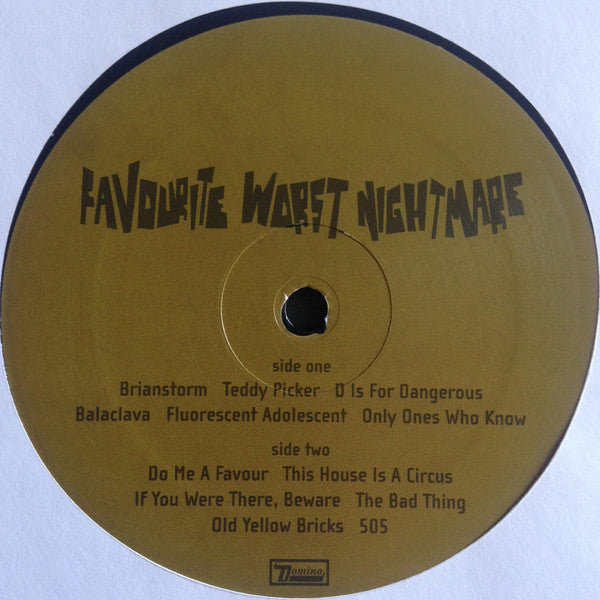 FAVOURITE WORST NIGHTMARE
side one
Brianstorm Teddy Picker D Is For Dangerous
Balaclava Fluorescent Adolescent Only Ones Who Know
side two
Do Me A Favour This House Is A Circus
If You Were There, Beware The Bad Thing
Old Yellow Bricks 505
Domino